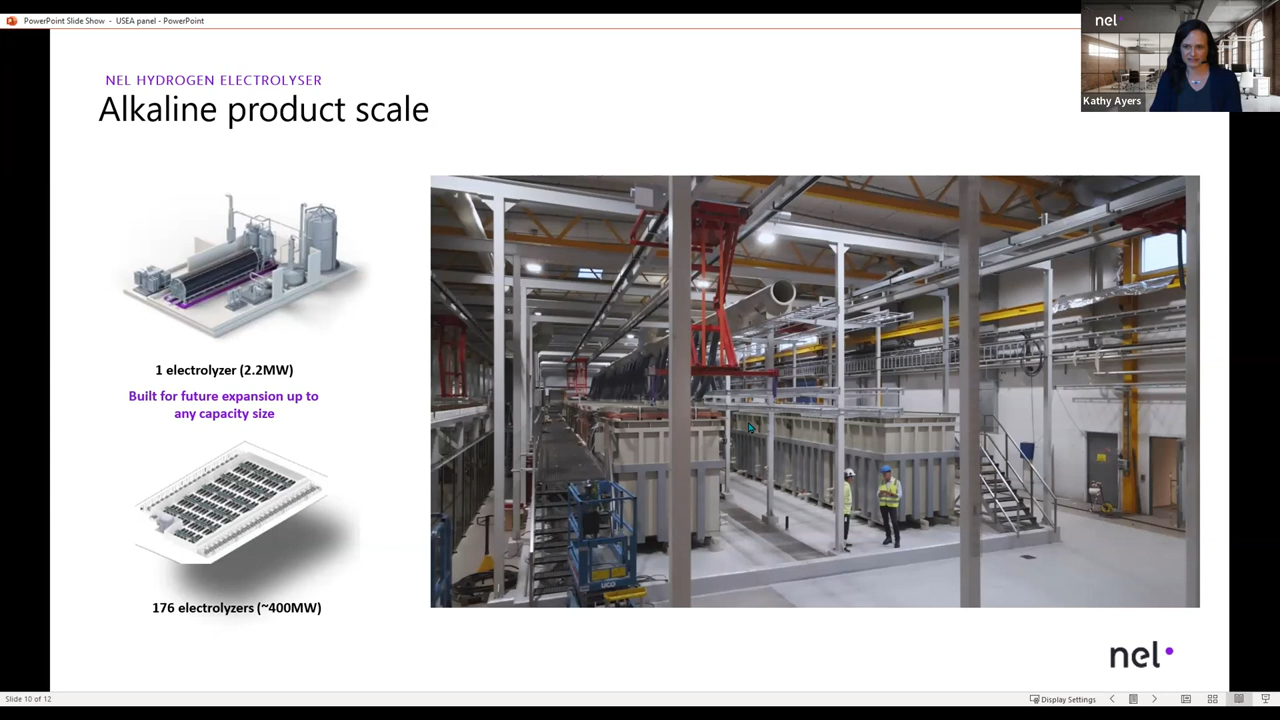 PowerPoint Slide Show - USEA panel - PowerPoint
nel
Kathy Ayers
NEL HYDROGEN ELECTROLYSER
Alkaline product scale
1 electrolyzer (2.2MW)
Built for future expansion up to
any capacity size
176 electrolyzers (~400MW)
nel
Slide 10 of 12
Display Settings